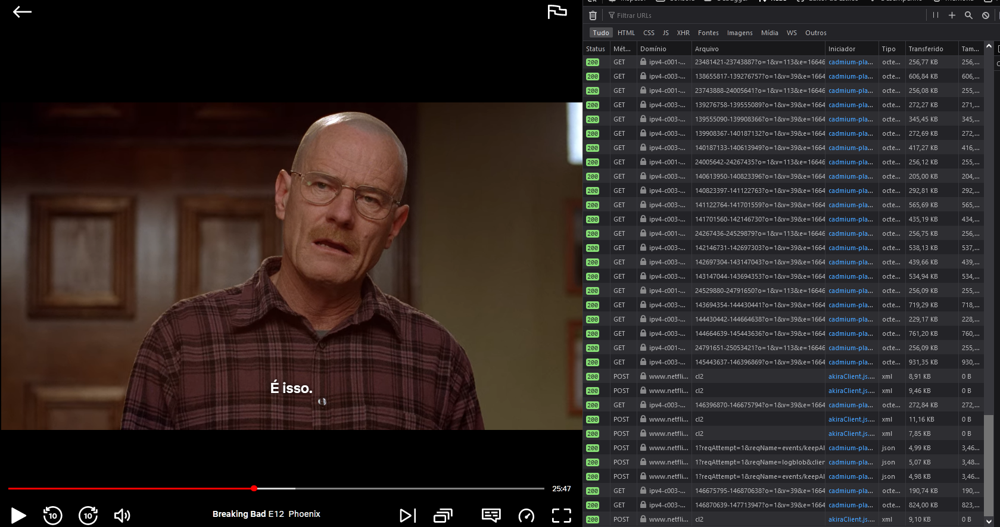 Filtrar URLs
Tudo HTML CSS JS XHR Fontes Imagens Mídia WS Outros
Status Mét... Domínio Arquivo Iniciador Tipo Transferido Tam...
200 GET ipv4-c001-... 23481421-23743887?o=1&v=113&e=16646 cadmium-pla... octe... 256,77 KB 256,...
200 GET ipv4-c003-... 138655817-139276757?o=1&v=39&e=1664 cadmium-pla... octe... 606,84 KB 606,...
200 GET ipv4-c001-... 23743888-24005641?o=1&v=113&e=16646 cadmium-pla... octe... 256,08 KB 255,...
200 GET ipv4-c003-... 139276758-139555089?o=1&v=39&e=1664 cadmium-pla... octe... 272,27 KB 271,...
200 GET ipv4-c003-... 139555090-139908366?o=1&v=39&e=1664 cadmium-pla... octe... 345,45 KB 345,...
200 GET ipv4-c003-... 139908367-140187132?o=1&v=39&e=1664 cadmium-pla... octe... 272,69 KB 272,...
200 GET ipv4-c003-... 140187133-140613949?o=1&v=39&e=1664 cadmium-pla... octe... 417,27 KB 416,...
200 GET ipv4-c001-... 24005642-24267435?o=1&v=113&e=16646 cadmium-pla... octe... 256,12 KB 255,...
200 GET ipv4-c003-... 140613950-140823396?o=1&v=39&e=1664 cadmium-pla... octe... 205,00 KB 204,...
200 GET ipv4-c003-... 140823397-141122763?o=1&v=39&e=1664 cadmium-pla... octe... 292,81 KB 292,...
200 GET ipv4-c003-... 141122764-141701559?o=1&v=39&e=1664 cadmium-pla... octe... 565,69 KB 565,...
200 GET ipv4-c003-... 141701560-142146730?o=1&v=39&e=1664 cadmium-pla... octe... 435,19 KB 434,...
200 GET ipv4-c001-... 24267436-24529879?o=1&v=113&e=16646 cadmium-pla... octe... 256,75 KB 256,...
200 GET ipv4-c003-... 142146731-142697303?o=1&v=39&e=1664 cadmium-pla... octe... 538,13 KB 537,...
200 GET ipv4-c003-... 142697304-143147043?o=1&v=39&e=1664 cadmium-pla... octe... 439,66 KB 439,...
200 GET ipv4-c003-... 143147044-143694353?o=1&v=39&e=1664 cadmium-pla... octe... 534,94 KB 534,...
200 GET ipv4-c001-... 24529880-24791650?o=1&v=113&e=16646 cadmium-pla... octe... 256,09 KB 255,...
200 GET ipv4-c003-... 143694354-144430441?o=1&v=39&e=1664 cadmium-pla... octe... 719,29 KB 718,...
200 GET ipv4-c003-... 144430442-144664638?o=1&v=39&e=1664 cadmium-pla... octe... 229,17 KB 228,...
200 GET ipv4-c003-... 144664639-145443636?o=1&v=39&e=1664 cadmium-pla... octe... 761,20 KB 760,...
200 GET ipv4-c001-... 24791651-25053421?o=1&v=113&e=16646 cadmium-pla... octe... 256,09 KB 255,...
200 GET ipv4-c003-... 145443637-146396869?o=1&v=39&e=1664 cadmium-pla... octe... 931,35 KB 930,...
200 POST www.netfli... cl2 akiraClient.js.... xml 8,91 KB 0 B
200 POST www.netfli... cl2 akiraClient.js.... xml 9,46 KB 0 B
200 GET ipv4-c003-... 146396870-146675794?o=1&v=39&e=1664 cadmium-pla... octe... 272,84 KB 272,...
200 POST www.netfli... cl2 akiraClient.js.... xml 11,16 KB 0 B
200 POST www.netfli... cl2 akiraClient.js.... xml 7,85 KB 0 B
200 POST www.netfli... 1?reqAttempt=1&reqName=events/keepAl cadmium-pla... json 4,99 KB 3,46...
200 POST www.netfli... 1?reqAttempt=1&reqName=logblob&clien cadmium-pla... json 5,07 KB 3,48...
200 POST www.netfli... 1?reqAttempt=1&reqName=events/keepAl cadmium-pla... json 4,98 KB 3,46...
200 GET ipv4-c003-... 146675795-146870638?o=1&v=39&e=1664 cadmium-pla... octe... 190,74 KB 190,...
200 GET ipv4-c003-... 146870639-147713947?o=1&v=39&e=1664 cadmium-pla... octe... 824,00 KB 823,...
200 POST www.netfli... cl2 akiraClient.js.... xml 9,10 KB 0 B
É isso.
25:47
10 10 Breaking Bad E12 Phoenix